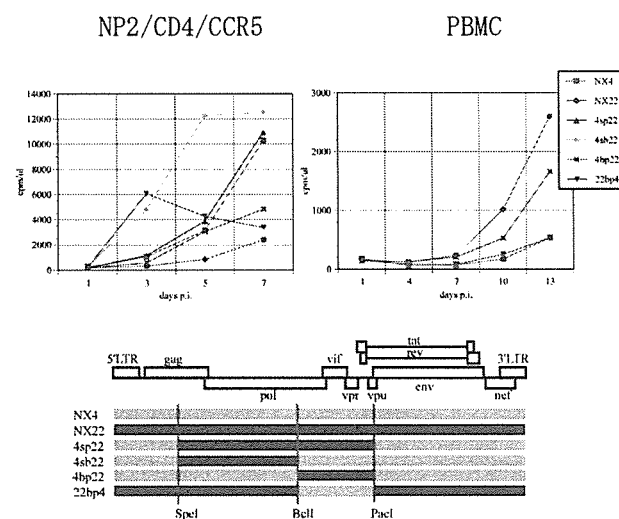 NP2/CD4/CCR5
PBMC
14000
12000
10000
8000
6000
4000
2000
0
cpm/ul
1 3 5 7
days p.i.
3000
2000
1000
0
cpm/ul
1 4 7 10 13
days p.i.
NX4
NX22
4sp22
4sb22
4bp22
22bp4
tat
rev
5'LTR gag vif 3'LTR
pol vpr vpu env nef
NX4
NX22
4sp22
4sb22
4bp22
22bp4
SpeI BclI PacI